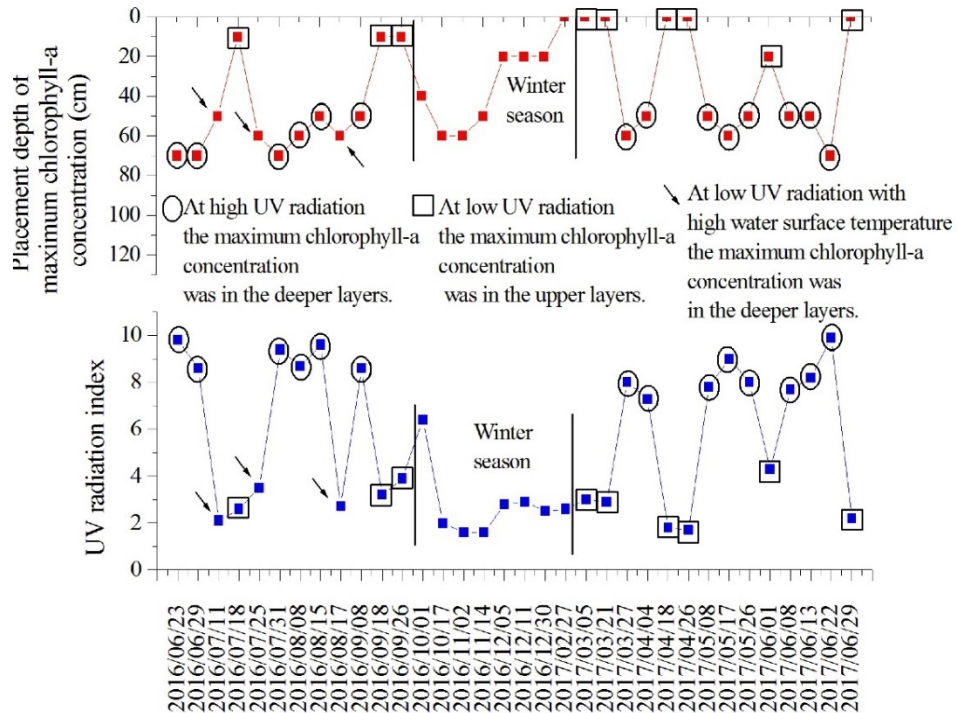 Placement depth of
maximum chlorophyll-a
concentration (cm)
0
20
40
60
80
100
120
Winter
season
At high UV radiation
the maximum chlorophyll-a
concentration
was in the deeper layers.
At low UV radiation
the maximum chlorophyll-a
concentration
was in the upper layers.
At low UV radiation with
high water surface temperature
the maximum chlorophyll-a
concentration was
in the deeper layers.
UV radiation index
10
8
6
4
2
0
Winter
season
2016/06/23
2016/06/29
2016/07/11
2016/07/18
2016/07/25
2016/07/31
2016/08/08
2016/08/15
2016/08/17
2016/09/08
2016/09/18
2016/09/26
2016/10/01
2016/10/17
2016/11/02
2016/11/14
2016/12/05
2016/12/11
2016/12/30
2017/02/27
2017/03/05
2017/03/21
2017/03/27
2017/04/04
2017/04/18
2017/04/26
2017/05/08
2017/05/17
2017/05/26
2017/06/01
2017/06/08
2017/06/13
2017/06/22
2017/06/29